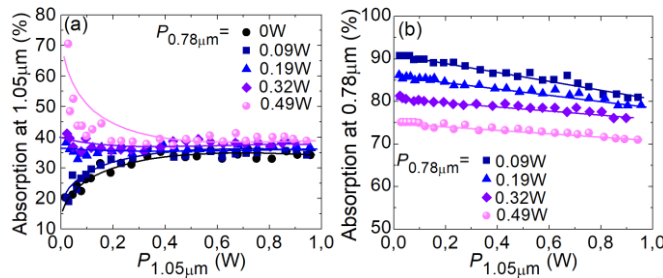 (a)
P0.78μm=
0W
0.09W
0.19W
0.32W
0.49W
Absorption at 1.05μm (%)
80
70
60
50
40
30
20
10
0,0 0,2 0,4 0,6 0,8 1,0
P1.05μm (W)
(b)
Absorption at 0.78μm (%)
100
90
80
70
60
50
P0.78μm=
0.09W
0.19W
0.32W
0.49W
0,0 0,2 0,4 0,6 0,8 1,0
P1.05μm (W)